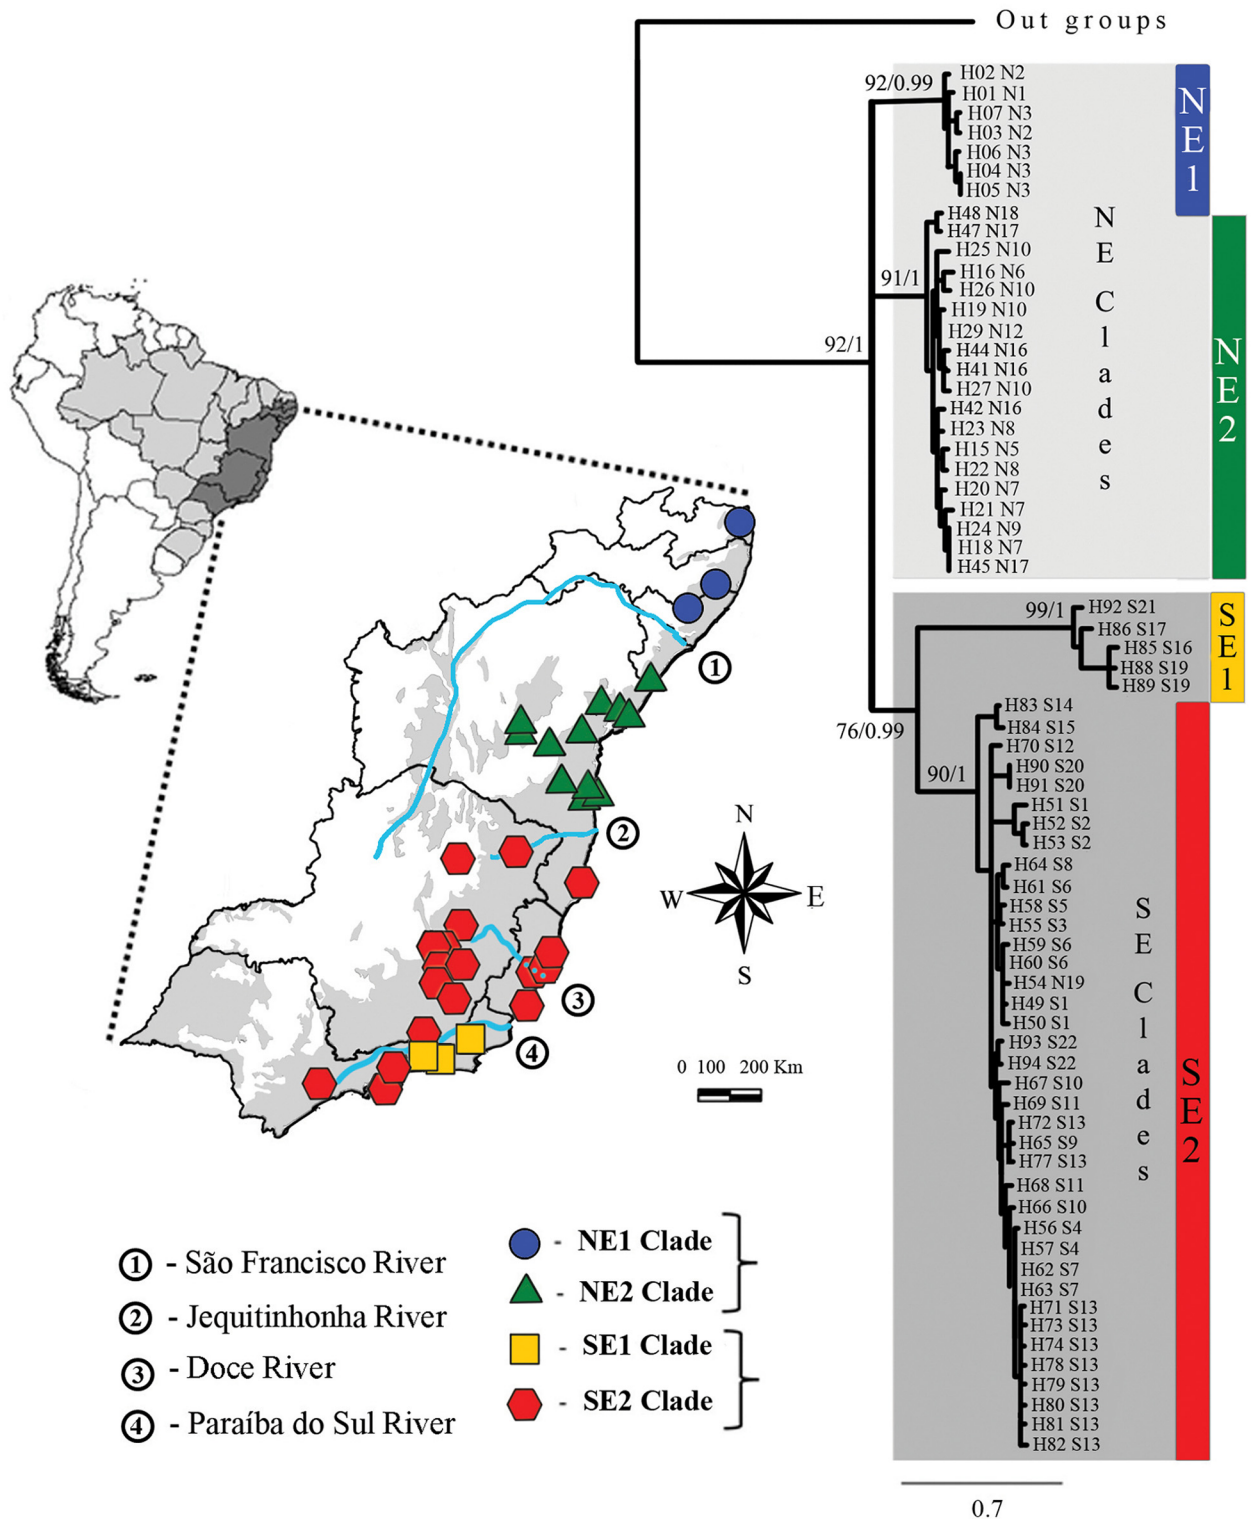 Out groups
92/0.99
H02 N2
H01 N1
H07 N3
H03 N2
H06 N3
H04 N3
H05 N3
NE1
91/1
H48 N18
H47 N17
H25 N10
H16 N6
H26 N10
H19 N10
H29 N12
H44 N16
H41 N16
H27 N10
H42 N16
H23 N8
H15 N5
H22 N8
H20 N7
H21 N7
H24 N9
H18 N7
H45 N17
NE Clades
NE2
92/1
99/1
H92 S21
H86 S17
H85 S16
H88 S19
H89 S19
SE1
76/0.99
90/1
H83 S14
H84 S15
H70 S12
H90 S20
H91 S20
H51 S1
H52 S2
H53 S2
H64 S8
H61 S6
H58 S5
H55 S3
H59 S6
H60 S6
H54 N19
H49 S1
H50 S1
H93 S22
H94 S22
H67 S10
H69 S11
H72 S13
H65 S9
H77 S13
H68 S11
H66 S10
H56 S4
H57 S4
H62 S7
H63 S7
H71 S13
H73 S13
H74 S13
H78 S13
H79 S13
H80 S13
H81 S13
H82 S13
SE Clades
SE2
0.7
1
2
3
4
N
W E
S
0 100 200 Km
1 - São Francisco River
2 - Jequitinhonha River
3 - Doce River
4 - Paraíba do Sul River
- NE1 Clade
- NE2 Clade
- SE1 Clade
- SE2 Clade